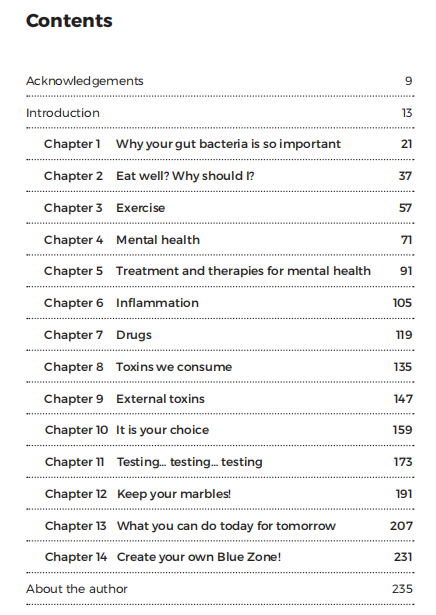 Contents
Acknowledgements 9
Introduction 13
Chapter 1 Why your gut bacteria is so important 21
Chapter 2 Eat well? Why should I? 37
Chapter 3 Exercise 57
Chapter 4 Mental health 71
Chapter 5 Treatment and therapies for mental health 91
Chapter 6 Inflammation 105
Chapter 7 Drugs 119
Chapter 8 Toxins we consume 135
Chapter 9 External toxins 147
Chapter 10 It is your choice 159
Chapter 11 Testing... testing... testing 173
Chapter 12 Keep your marbles! 191
Chapter 13 What you can do today for tomorrow 207
Chapter 14 Create your own Blue Zone! 231
About the author 235